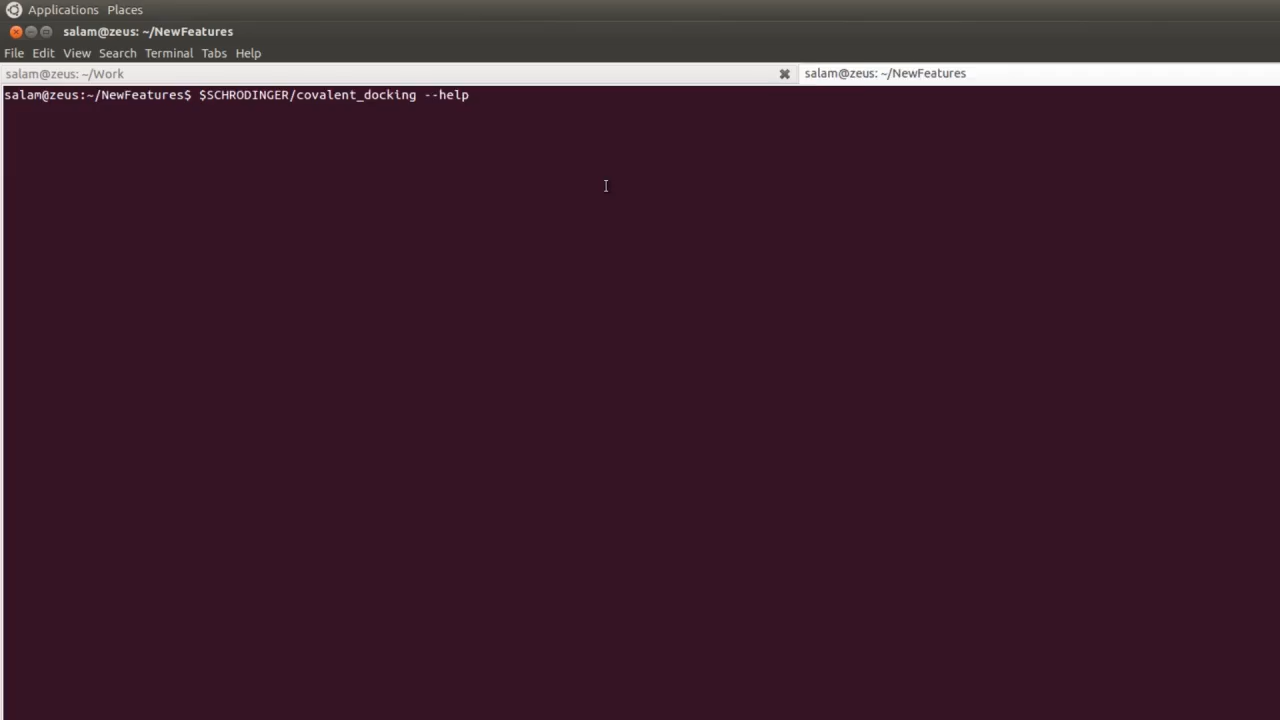 Applications Places
salam@zeus: ~/NewFeatures
File Edit View Search Terminal Tabs Help
salam@zeus: ~/Work salam@zeus: ~/NewFeatures
salam@zeus:~/NewFeatures$ $SCHRODINGER/covalent_docking --help